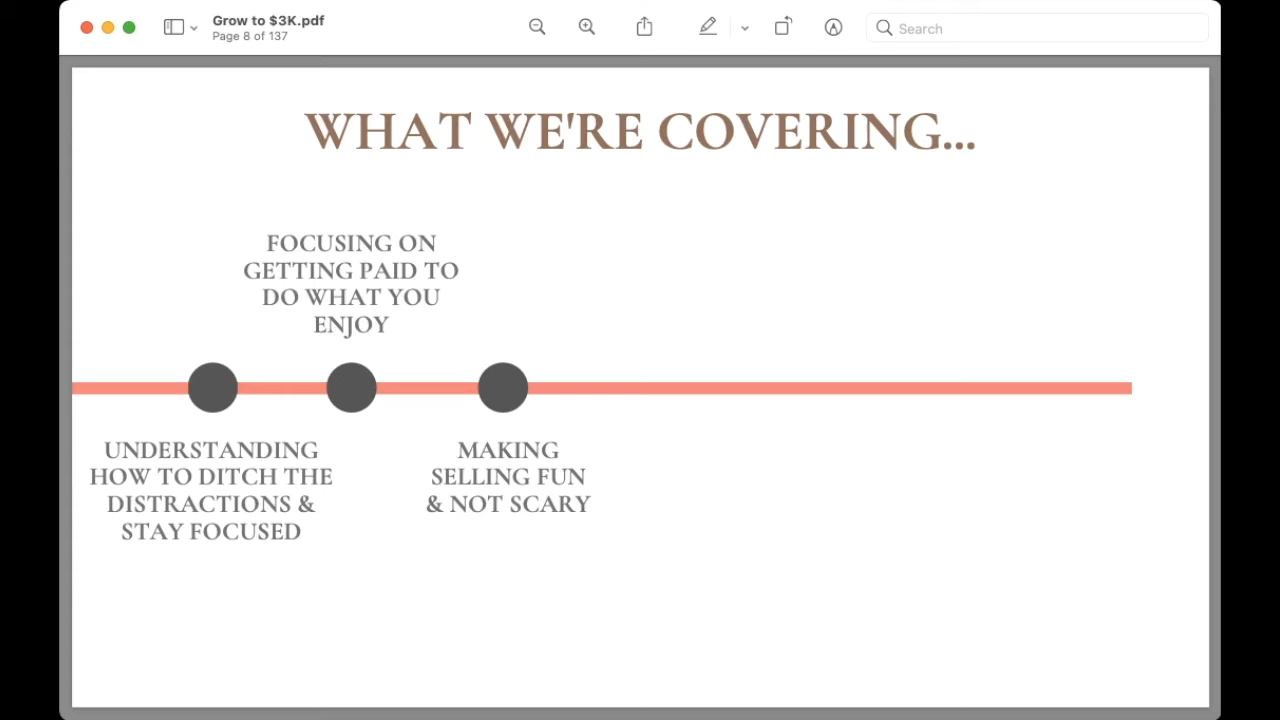 Grow to $3K.pdf
Page 8 of 137
Search
WHAT WE'RE COVERING...
FOCUSING ON
GETTING PAID TO
DO WHAT YOU
ENJOY
UNDERSTANDING
HOW TO DITCH THE
DISTRACTIONS &
STAY FOCUSED
MAKING
SELLING FUN
& NOT SCARY